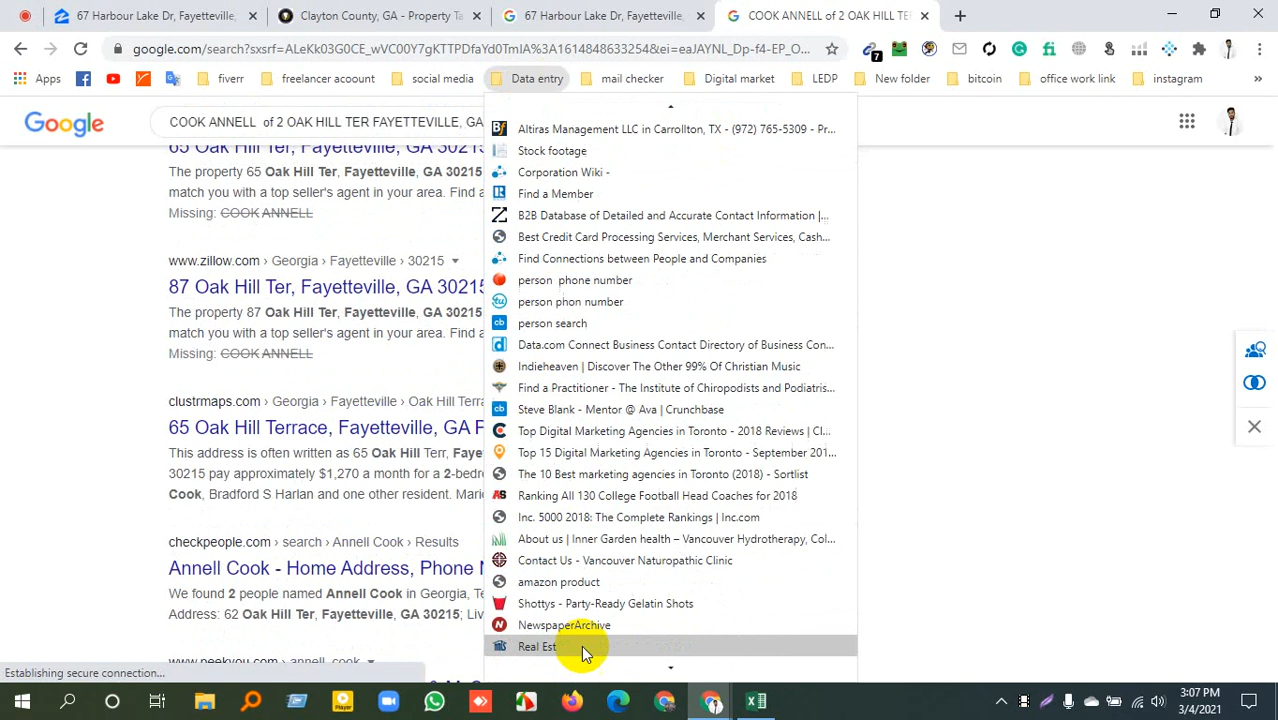 67 Harbour Lake Dr, Fayetteville,
Clayton County, GA - Property Ta
67 Harbour Lake Dr, Fayetteville,
COOK ANNELL of 2 OAK HILL TER
google.com/search?sxsrf=ALeKk03G0CE_wVC00Y7gKTTPDfaYd0TmIA%3A1614848633254&ei=eaJAYNL_Dp-f4-EP_O...
7
Apps
fiverr
freelancer acount
social media
Data entry
mail checker
Digital market
LEDP
New folder
bitcoin
office work link
instagram
»
Google
COOK ANNELL of 2 OAK HILL TER FAYETTEVILLE, GA
65 Oak Hill Ter, Fayetteville, GA 30215
The property 65 Oak Hill Ter, Fayetteville, GA 30215
match you with a top seller's agent in your area. Find a
Missing: COOK ANNELL
www.zillow.com › Georgia › Fayetteville › 30215
87 Oak Hill Ter, Fayetteville, GA 30215
The property 87 Oak Hill Ter, Fayetteville, GA 30215
match you with a top seller's agent in your area. Find a
Missing: COOK ANNELL
clustrmaps.com › Georgia › Fayetteville › Oak Hill Terra
65 Oak Hill Terrace, Fayetteville, GA
This address is often written as 65 Oak Hill Terr, Faye
30215 pay approximately $1,270 a month for a 2-bedr
Cook, Bradford S Harlan and one other resident. Mari
checkpeople.com › search › Annell Cook › Results
Annell Cook - Home Address, Phone
We found 2 people named Annell Cook in Georgia, Te
Address: 62 Oak Hill Ter, Fayetteville, GA 30215; Liv
www.peekyou.com › annell_cook
Establishing secure connection...
Altiras Management LLC in Carrollton, TX - (972) 765-5309 - Pr...
Stock footage
Corporation Wiki -
Find a Member
B2B Database of Detailed and Accurate Contact Information |...
Best Credit Card Processing Services, Merchant Services, Cash...
Find Connections between People and Companies
person phone number
person phon number
person search
Data.com Connect Business Contact Directory of Business Con...
Indieheaven | Discover The Other 99% Of Christian Music
Find a Practitioner - The Institute of Chiropodists and Podiatris...
Steve Blank - Mentor @ Ava | Crunchbase
Top Digital Marketing Agencies in Toronto - 2018 Reviews | Cl...
Top 15 Digital Marketing Agencies in Toronto - September 201...
The 10 Best marketing agencies in Toronto (2018) - Sortlist
Ranking All 130 College Football Head Coaches for 2018
Inc. 5000 2018: The Complete Rankings | Inc.com
About us | Inner Garden health – Vancouver Hydrotherapy, Col...
Contact Us - Vancouver Naturopathic Clinic
amazon product
Shottys - Party-Ready Gelatin Shots
NewspaperArchive
Real Est
3:07 PM
3/4/2021